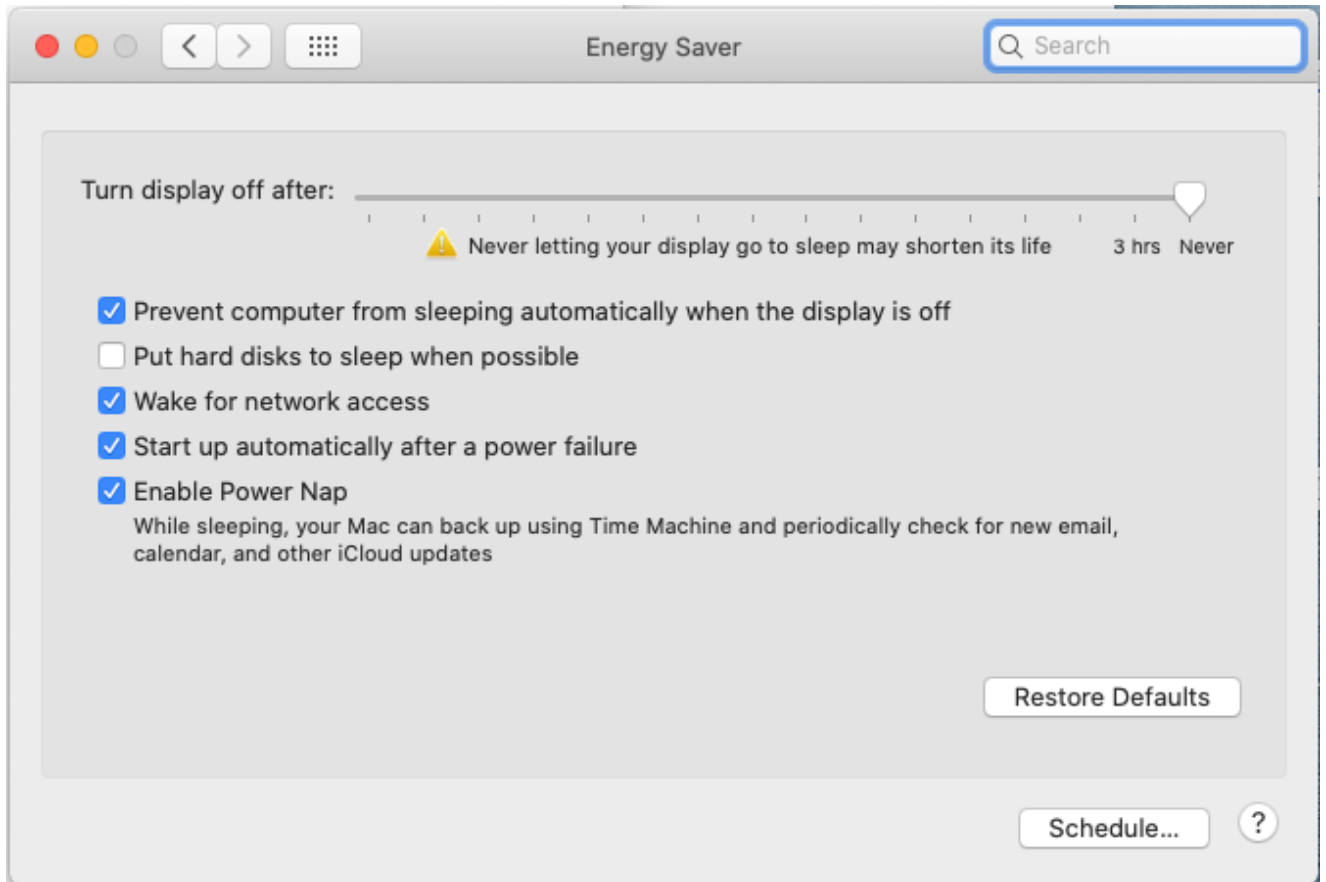 Energy Saver
Search
Turn display off after:
Never letting your display go to sleep may shorten its life
3 hrs Never
Prevent computer from sleeping automatically when the display is off
Put hard disks to sleep when possible
Wake for network access
Start up automatically after a power failure
Enable Power Nap
While sleeping, your Mac can back up using Time Machine and periodically check for new email,
calendar, and other iCloud updates
Restore Defaults
Schedule...
?